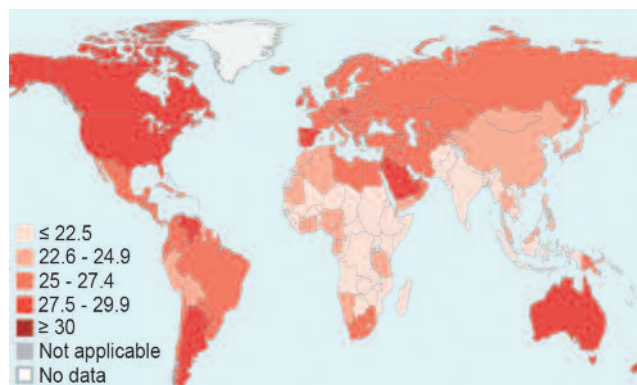 ≤ 22.5
22.6 - 24.9
25 - 27.4
27.5 - 29.9
≥ 30
Not applicable
No data